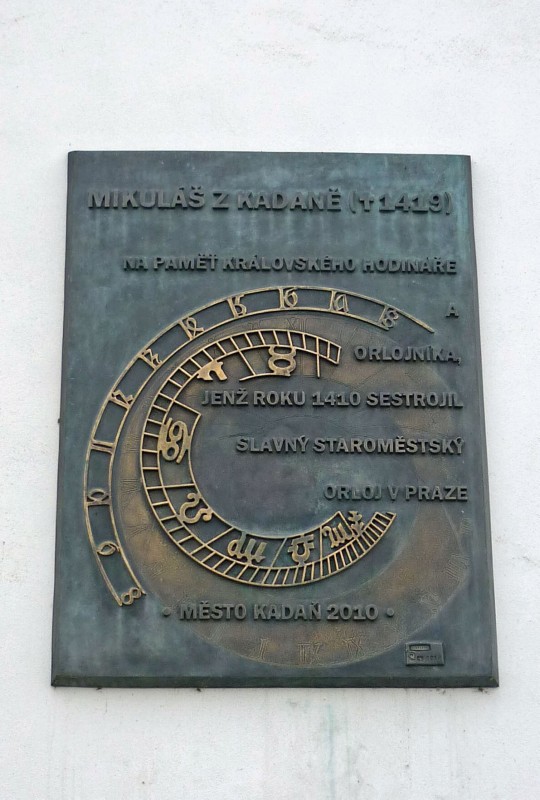 MIKULÁŠ Z KADANĚ († 1419)
NA PAMĚŤ KRÁLOVSKÉHO HODINÁŘE
A
ORLOJNÍKA,
JENŽ ROKU 1410 SESTROJIL
SLAVNÝ STAROMĚSTSKÝ
ORLOJ V PRAZE
• MĚSTO KADAŇ 2010 •